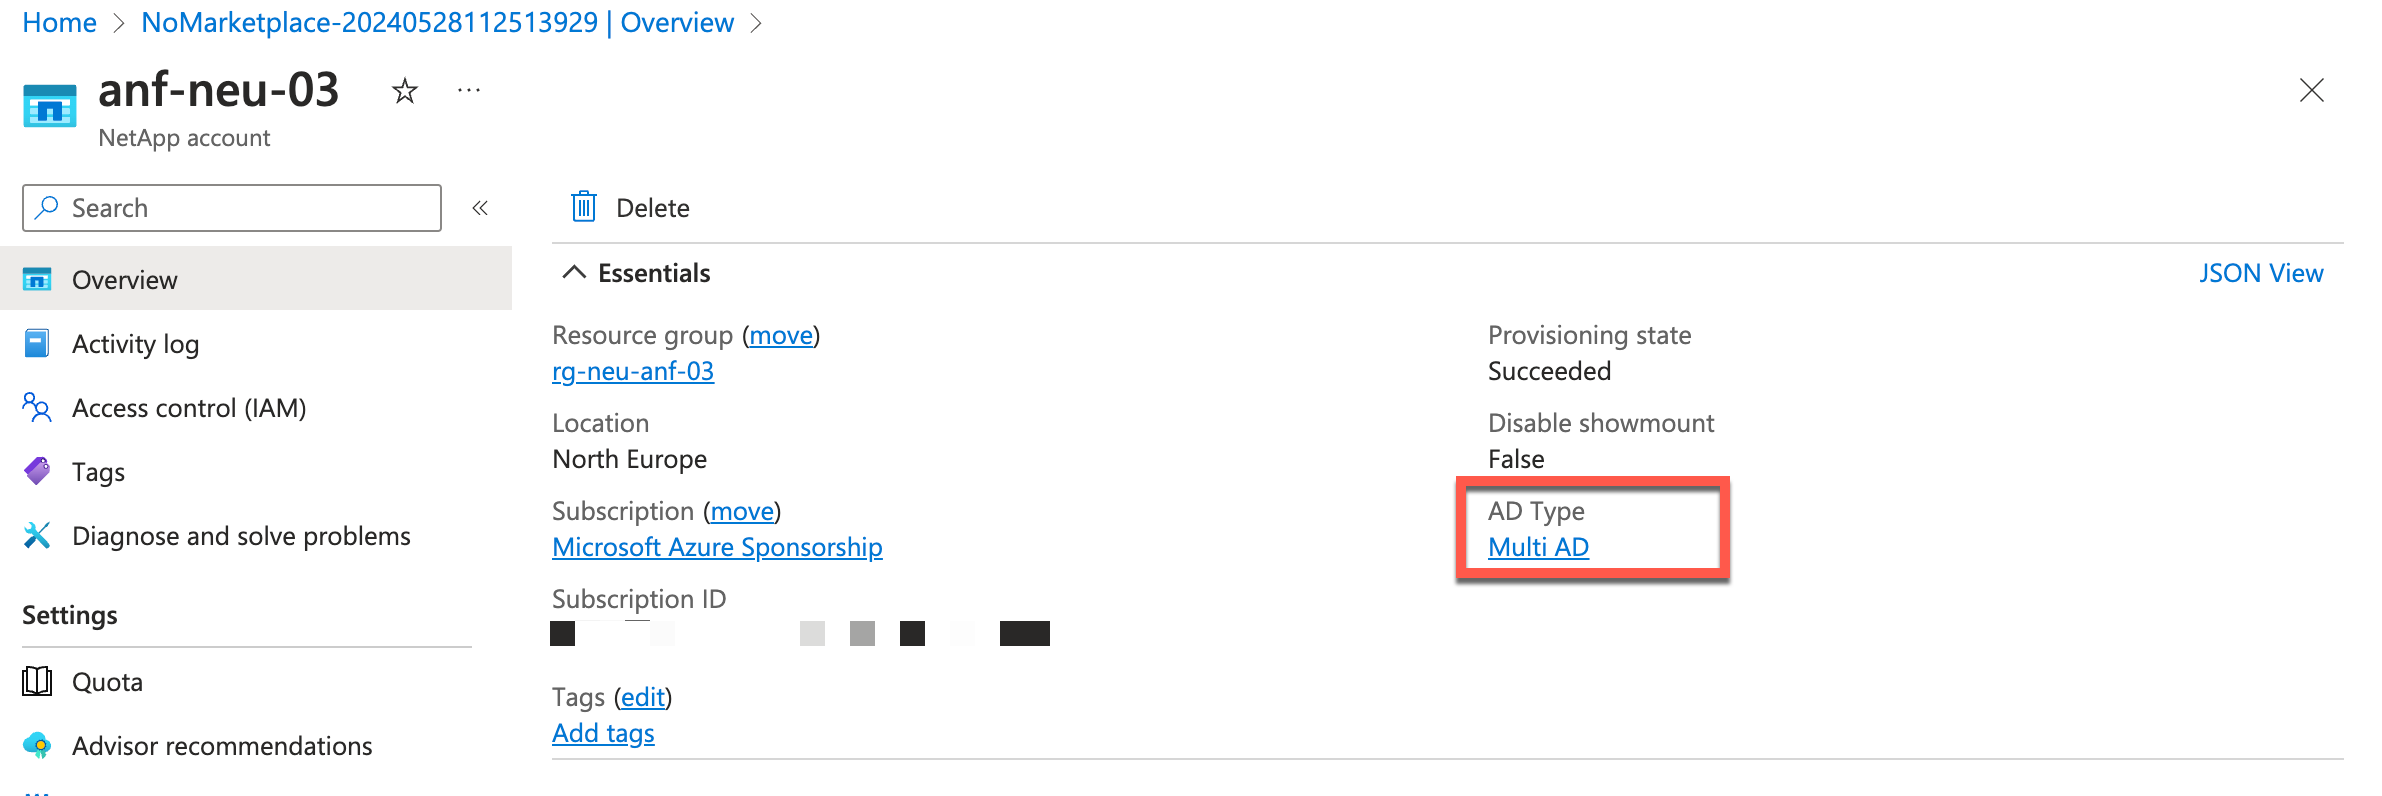 Home > NoMarketplace-20240528112513929 | Overview >
anf-neu-03
NetApp account
Search
Delete
Overview
Activity log
Access control (IAM)
Tags
Diagnose and solve problems
Settings
Quota
Advisor recommendations
Essentials
JSON View
Resource group (move)
rg-neu-anf-03
Location
North Europe
Subscription (move)
Microsoft Azure Sponsorship
Subscription ID
Tags (edit)
Add tags
Provisioning state
Succeeded
Disable showmount
False
AD Type
Multi AD